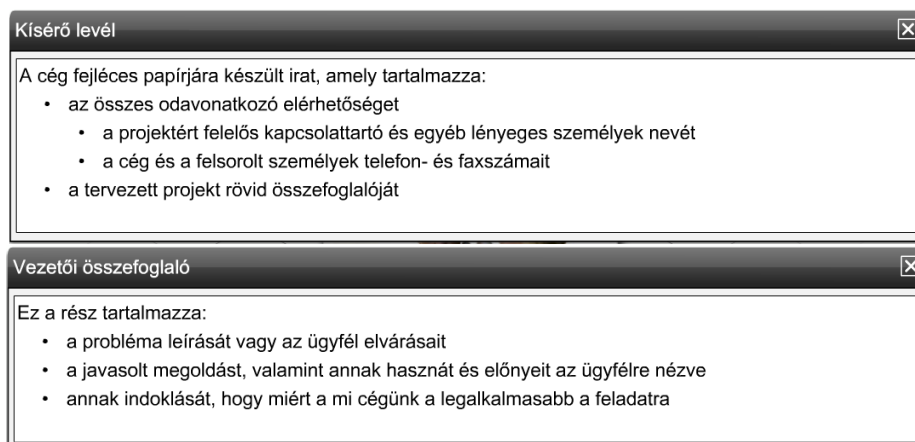 Kísérő levél
A cég fejléces papírjára készült irat, amely tartalmazza:
• az összes odavonatkozó elérhetőséget
• a projektért felelős kapcsolattartó és egyéb lényeges személyek nevét
• a cég és a felsorolt személyek telefon- és faxszámait
• a tervezett projekt rövid összefoglalóját
Vezetői összefoglaló
Ez a rész tartalmazza:
• a probléma leírását vagy az ügyfél elvárásait
• a javasolt megoldást, valamint annak hasznát és előnyeit az ügyfélre nézve
• annak indoklását, hogy miért a mi cégünk a legalkalmasabb a feladatra